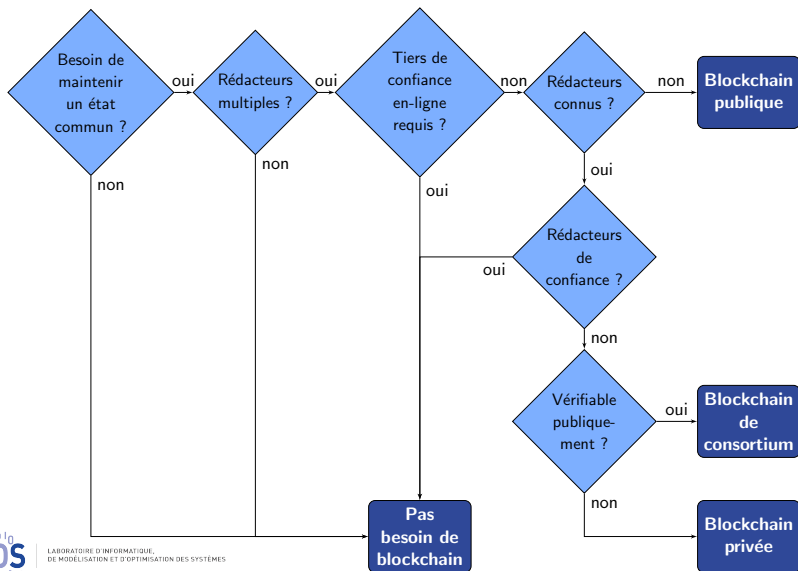 Besoin de
maintenir
un état
commun ?
oui
Rédacteurs
multiples ?
oui
Tiers de
confiance
en-ligne
requis ?
non
Rédacteurs
connus ?
non
Blockchain
publique
non
non
oui
oui
Rédacteurs
de
confiance ?
oui
non
Vérifiable
publique-
ment ?
oui
Blockchain
de
consortium
non
Pas
besoin de
blockchain
Blockchain
privée
LABORATOIRE D'INFORMATIQUE,
DE MODÉLISATION ET D'OPTIMISATION DES SYSTÈMES